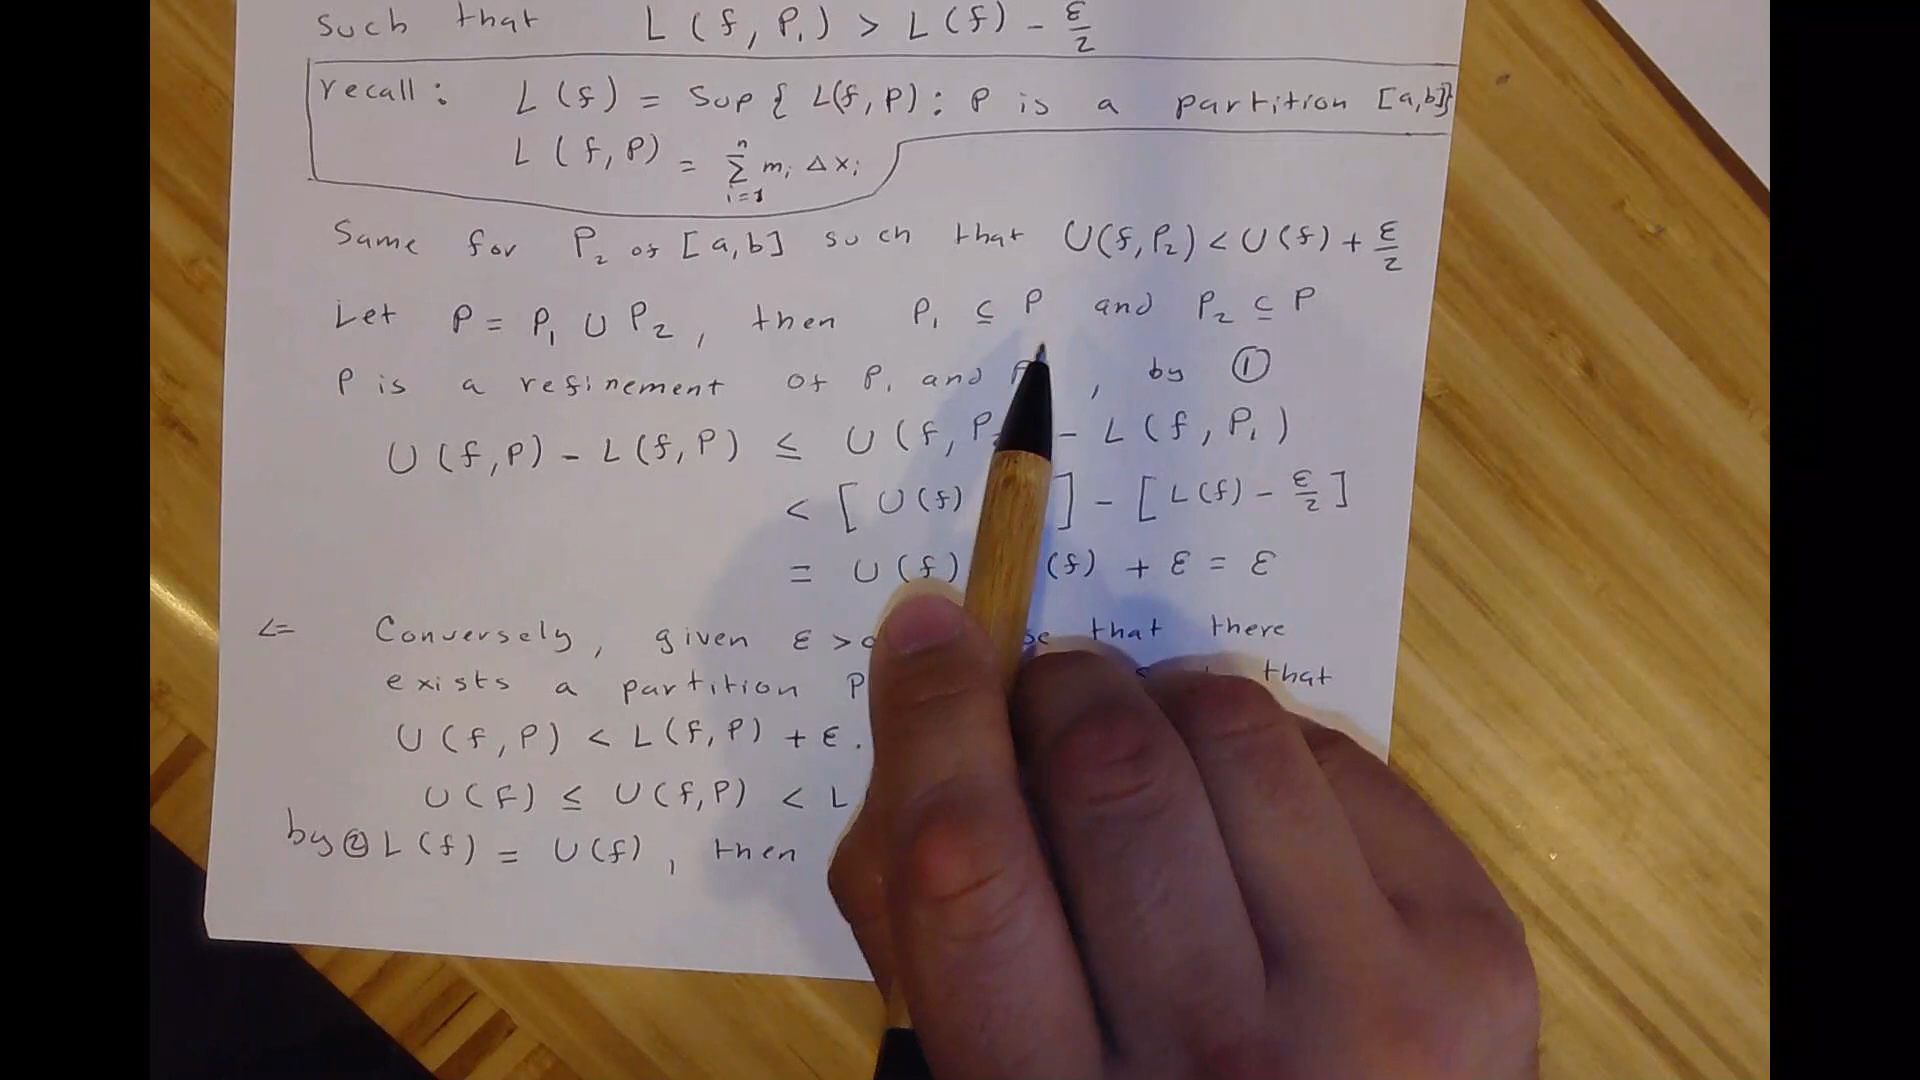 such that L(f, P₁) > L(f) - ε/2
recall: L(f) = Sup { L(f,P) : P is a partition [a,b]}
L(f,P) = ∑ᵢ₌₁ⁿ mᵢ Δxᵢ
Same for P₂ of [a,b] such that U(f,P₂) < U(f) + ε/2
Let P = P₁ ∪ P₂, then P₁ ⊆ P and P₂ ⊆ P
P is a refinement of P₁ and , by ①
U(f,P) - L(f,P) ≤ U(f, P - L(f, P₁)
< [ U(f) ] - [ L(f) - ε/2 ]
= U(f) (f) + ε = ε
<= Conversely, given ε > that there
exists a partition P that
U(f,P) < L(f,P) + ε.
U(F) ≤ U(f,P) < L
by ② L(f) = U(f), then